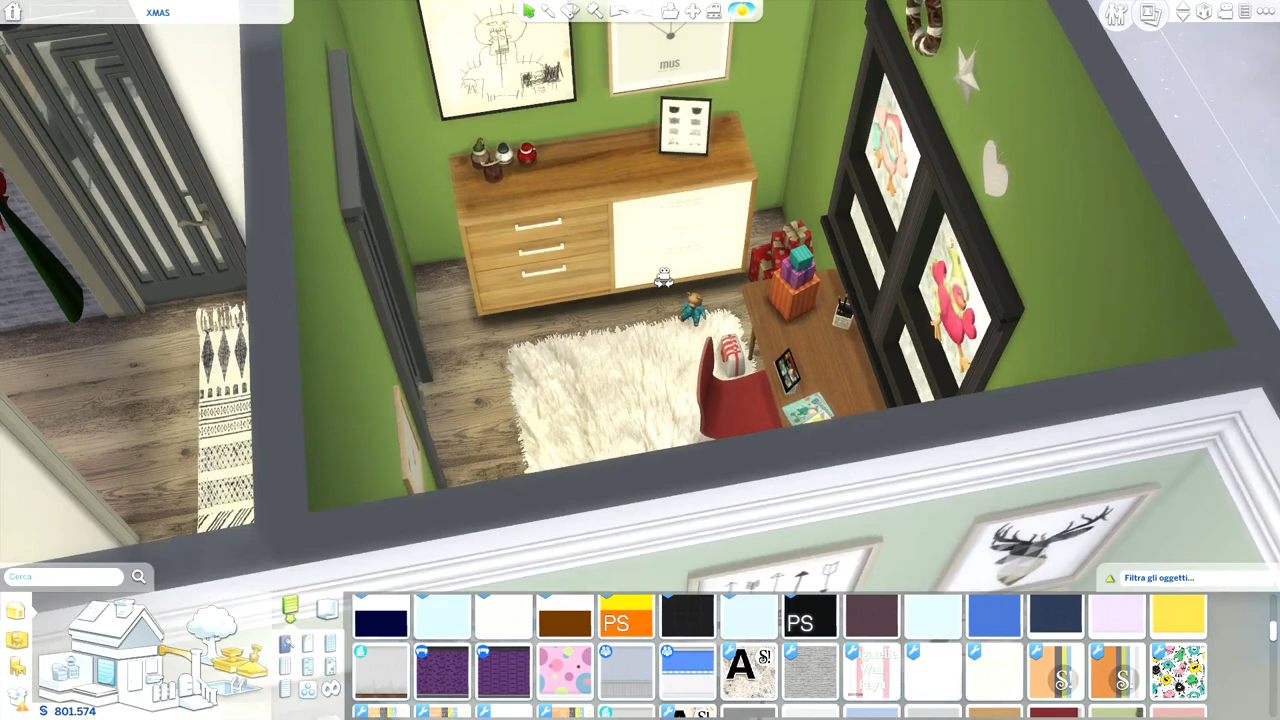 XMAS
mus
Cerca
Filtra gli oggetti...
PS
PS
A S!
S!
S!
S 801.574